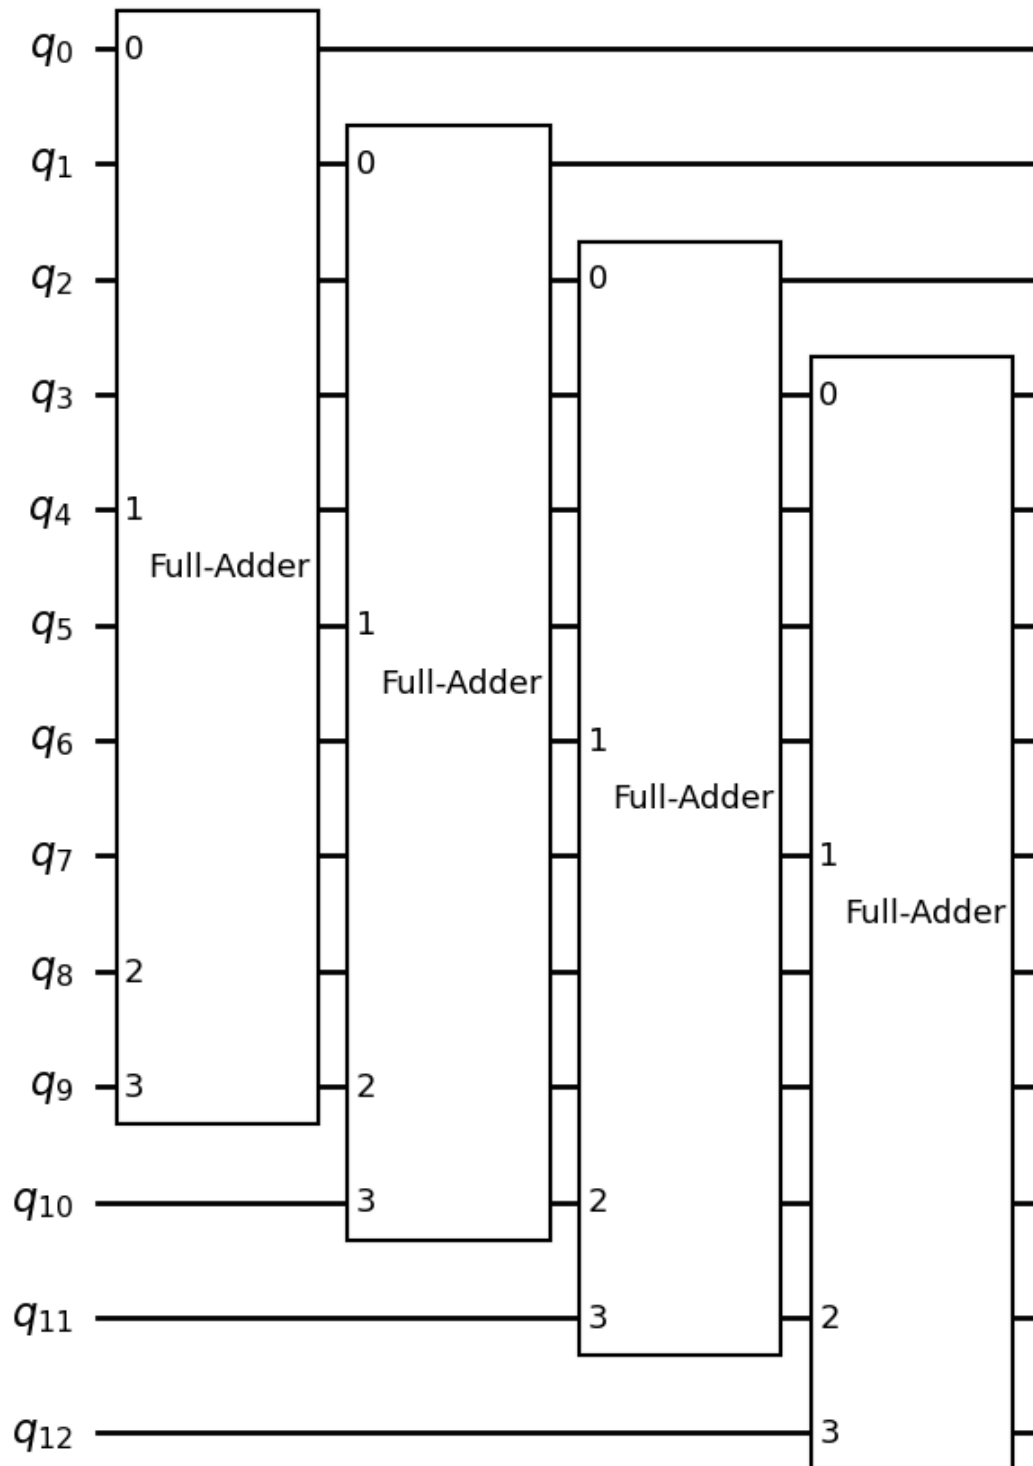 q0 0
q1 0
q2 0
q3 0
q4 1
Full-Adder
q5 1
Full-Adder
q6 1
Full-Adder
q7 1
Full-Adder
q8 2
q9 3 2
q10 3 2
q11 3 2
q12 3